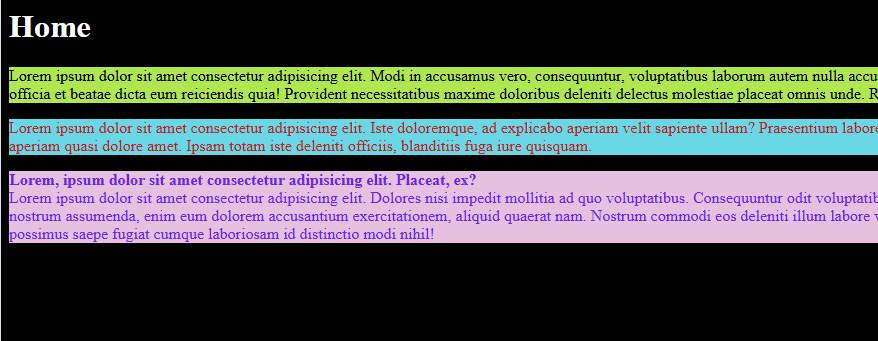 Home
Lorem ipsum dolor sit amet consectetur adipisicing elit. Modi in accusamus vero, consequuntur, voluptatibus laborum autem nulla accu
officia et beatae dicta eum reiciendis quia! Provident necessitatibus maxime doloribus deleniti delectus molestiae placeat omnis unde. R
Lorem ipsum dolor sit amet consectetur adipisicing elit. Iste doloremque, ad explicabo aperiam velit sapiente ullam? Praesentium labore
aperiam quasi dolore amet. Ipsam totam iste deleniti officiis, blanditiis fuga iure quisquam.
Lorem, ipsum dolor sit amet consectetur adipisicing elit. Placeat, ex?
Lorem ipsum dolor sit amet consectetur adipisicing elit. Dolores nisi impedit mollitia ad quo voluptatibus. Consequuntur odit voluptatib
nostrum assumenda, enim eum dolorem accusantium exercitationem, aliquid quaerat nam. Nostrum commodi eos deleniti illum labore v
possimus saepe fugiat cumque laboriosam id distinctio modi nihil!